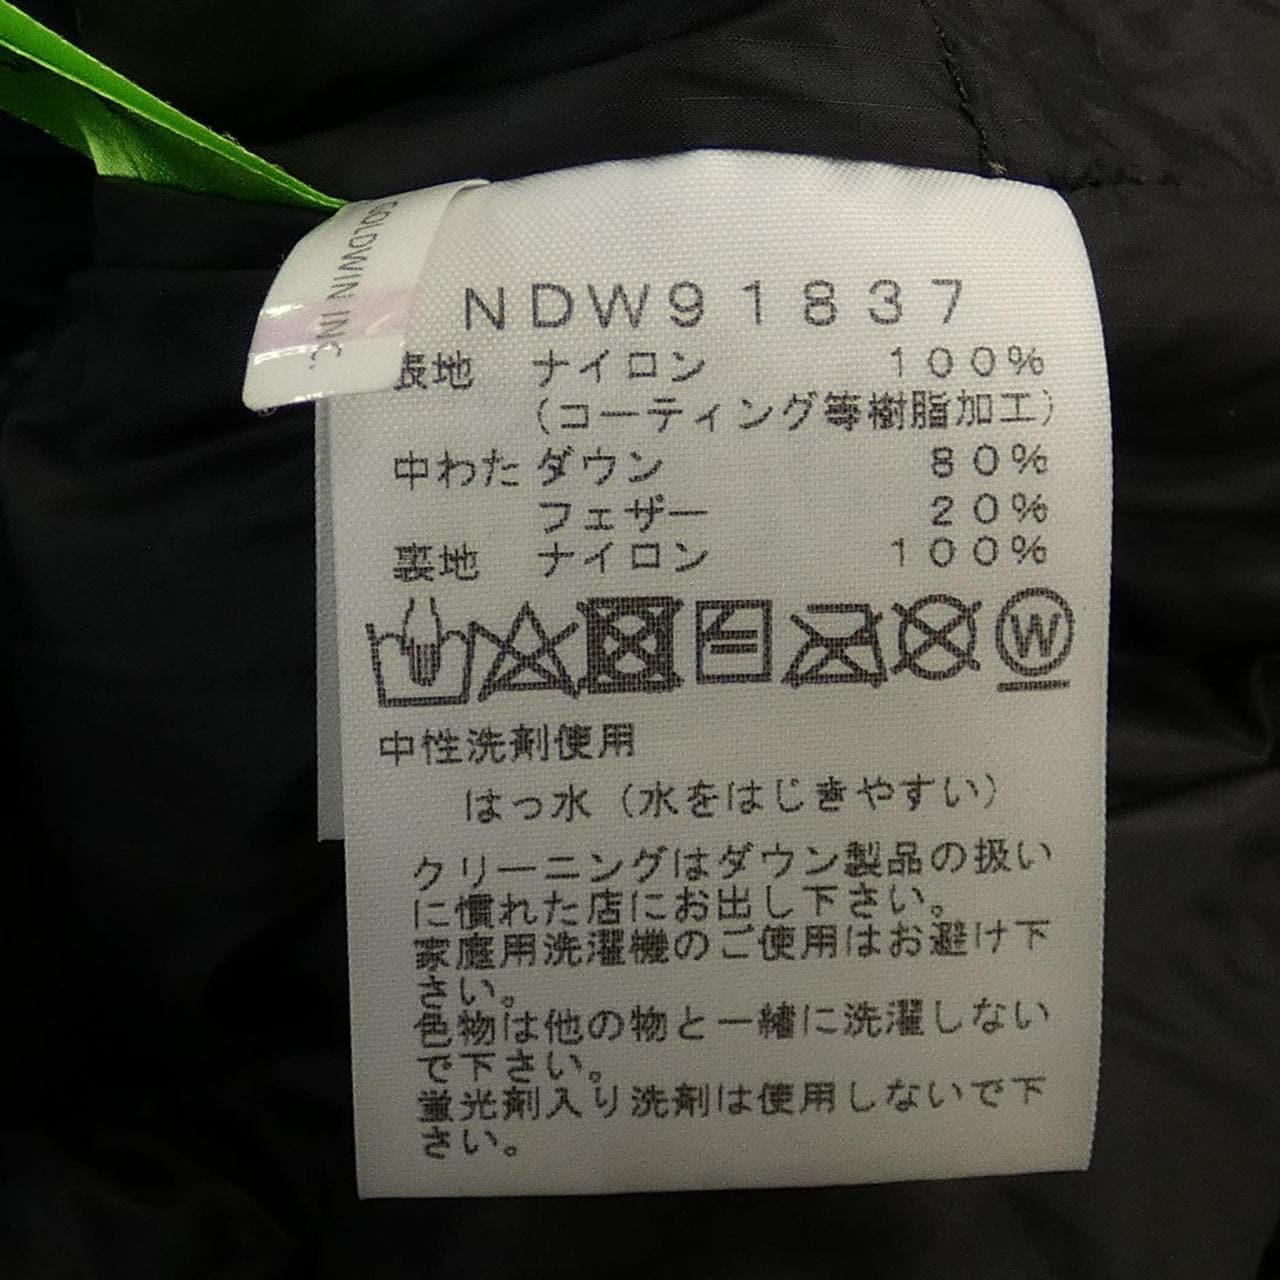 GOLDWIN INC.
NDW91837
表地 ナイロン 100%
(コーティング等樹脂加工)
中わた ダウン 80%
フェザー 20%
裏地 ナイロン 100%
W
中性洗剤使用
はっ水(水をはじきやすい)
クリーニングはダウン製品の扱い
に慣れた店にお出し下さい。
家庭用洗濯機のご使用はお避け下
さい。
色物は他の物と一緒に洗濯しない
で下さい。
蛍光剤入り洗剤は使用しないで下
さい。